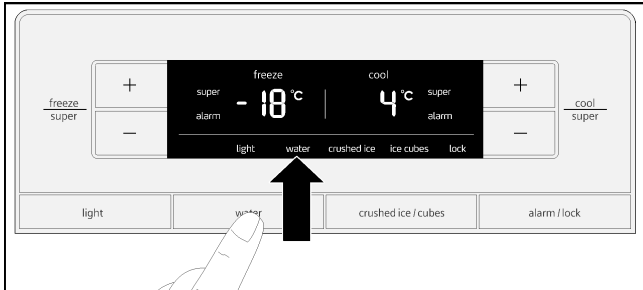 freeze cool
super - 18 °C 4 °C super
alarm alarm
light water crushed ice ice cubes lock
freeze
super
+
−
+
−
cool
super
light water crushed ice / cubes alarm / lock